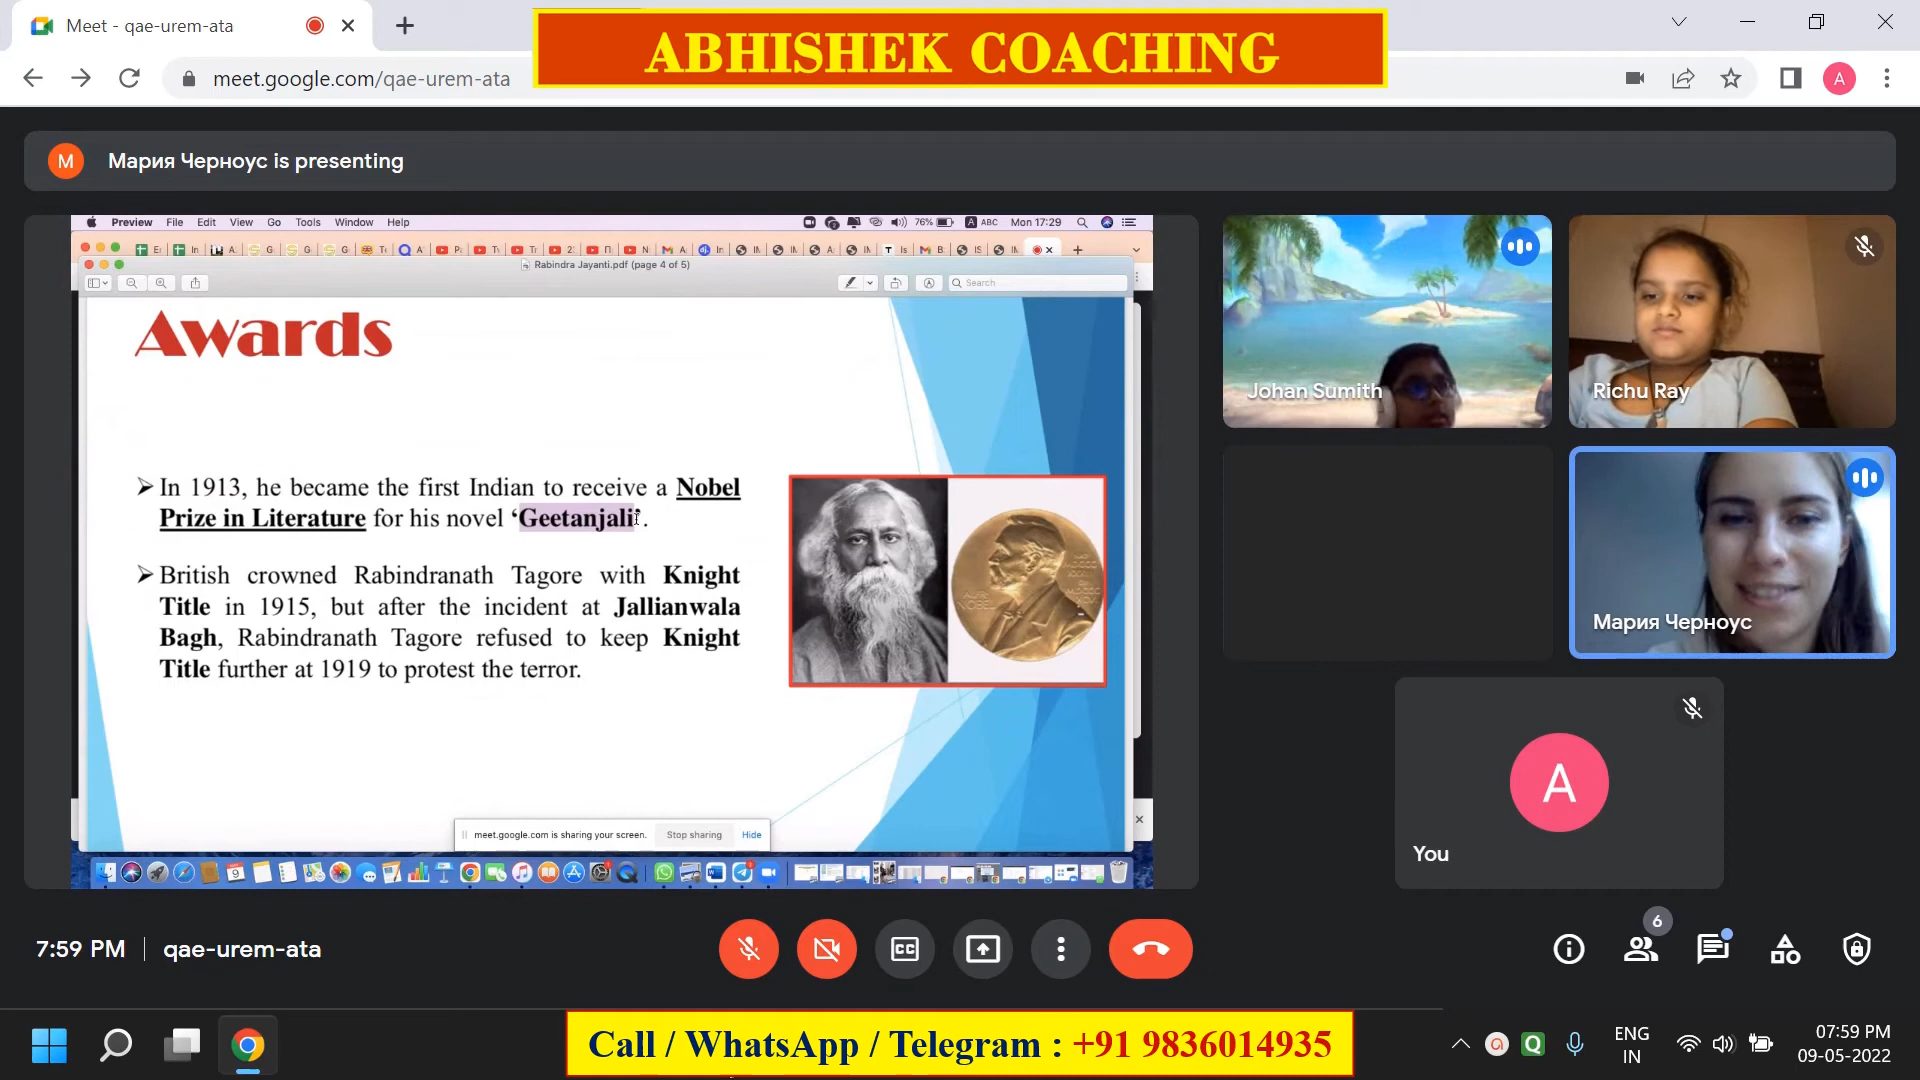 Meet - qae-urem-ata
ABHISHEK COACHING
meet.google.com/qae-urem-ata
A
M
Мария Черноус is presenting
Preview File Edit View Go Tools Window Help
76% A ABC Mon 17:29
Rabindra Jayanti.pdf (page 4 of 5)
Search
Awards
In 1913, he became the first Indian to receive a Nobel
Prize in Literature for his novel ‘Geetanjali’.
British crowned Rabindranath Tagore with Knight
Title in 1915, but after the incident at Jallianwala
Bagh, Rabindranath Tagore refused to keep Knight
Title further at 1919 to protest the terror.
meet.google.com is sharing your screen. Stop sharing Hide
Johan Sumith
Richu Ray
Мария Черноус
A
You
7:59 PM qae-urem-ata
CC
6
Call / WhatsApp / Telegram : +91 9836014935
ENG
IN
07:59 PM
09-05-2022